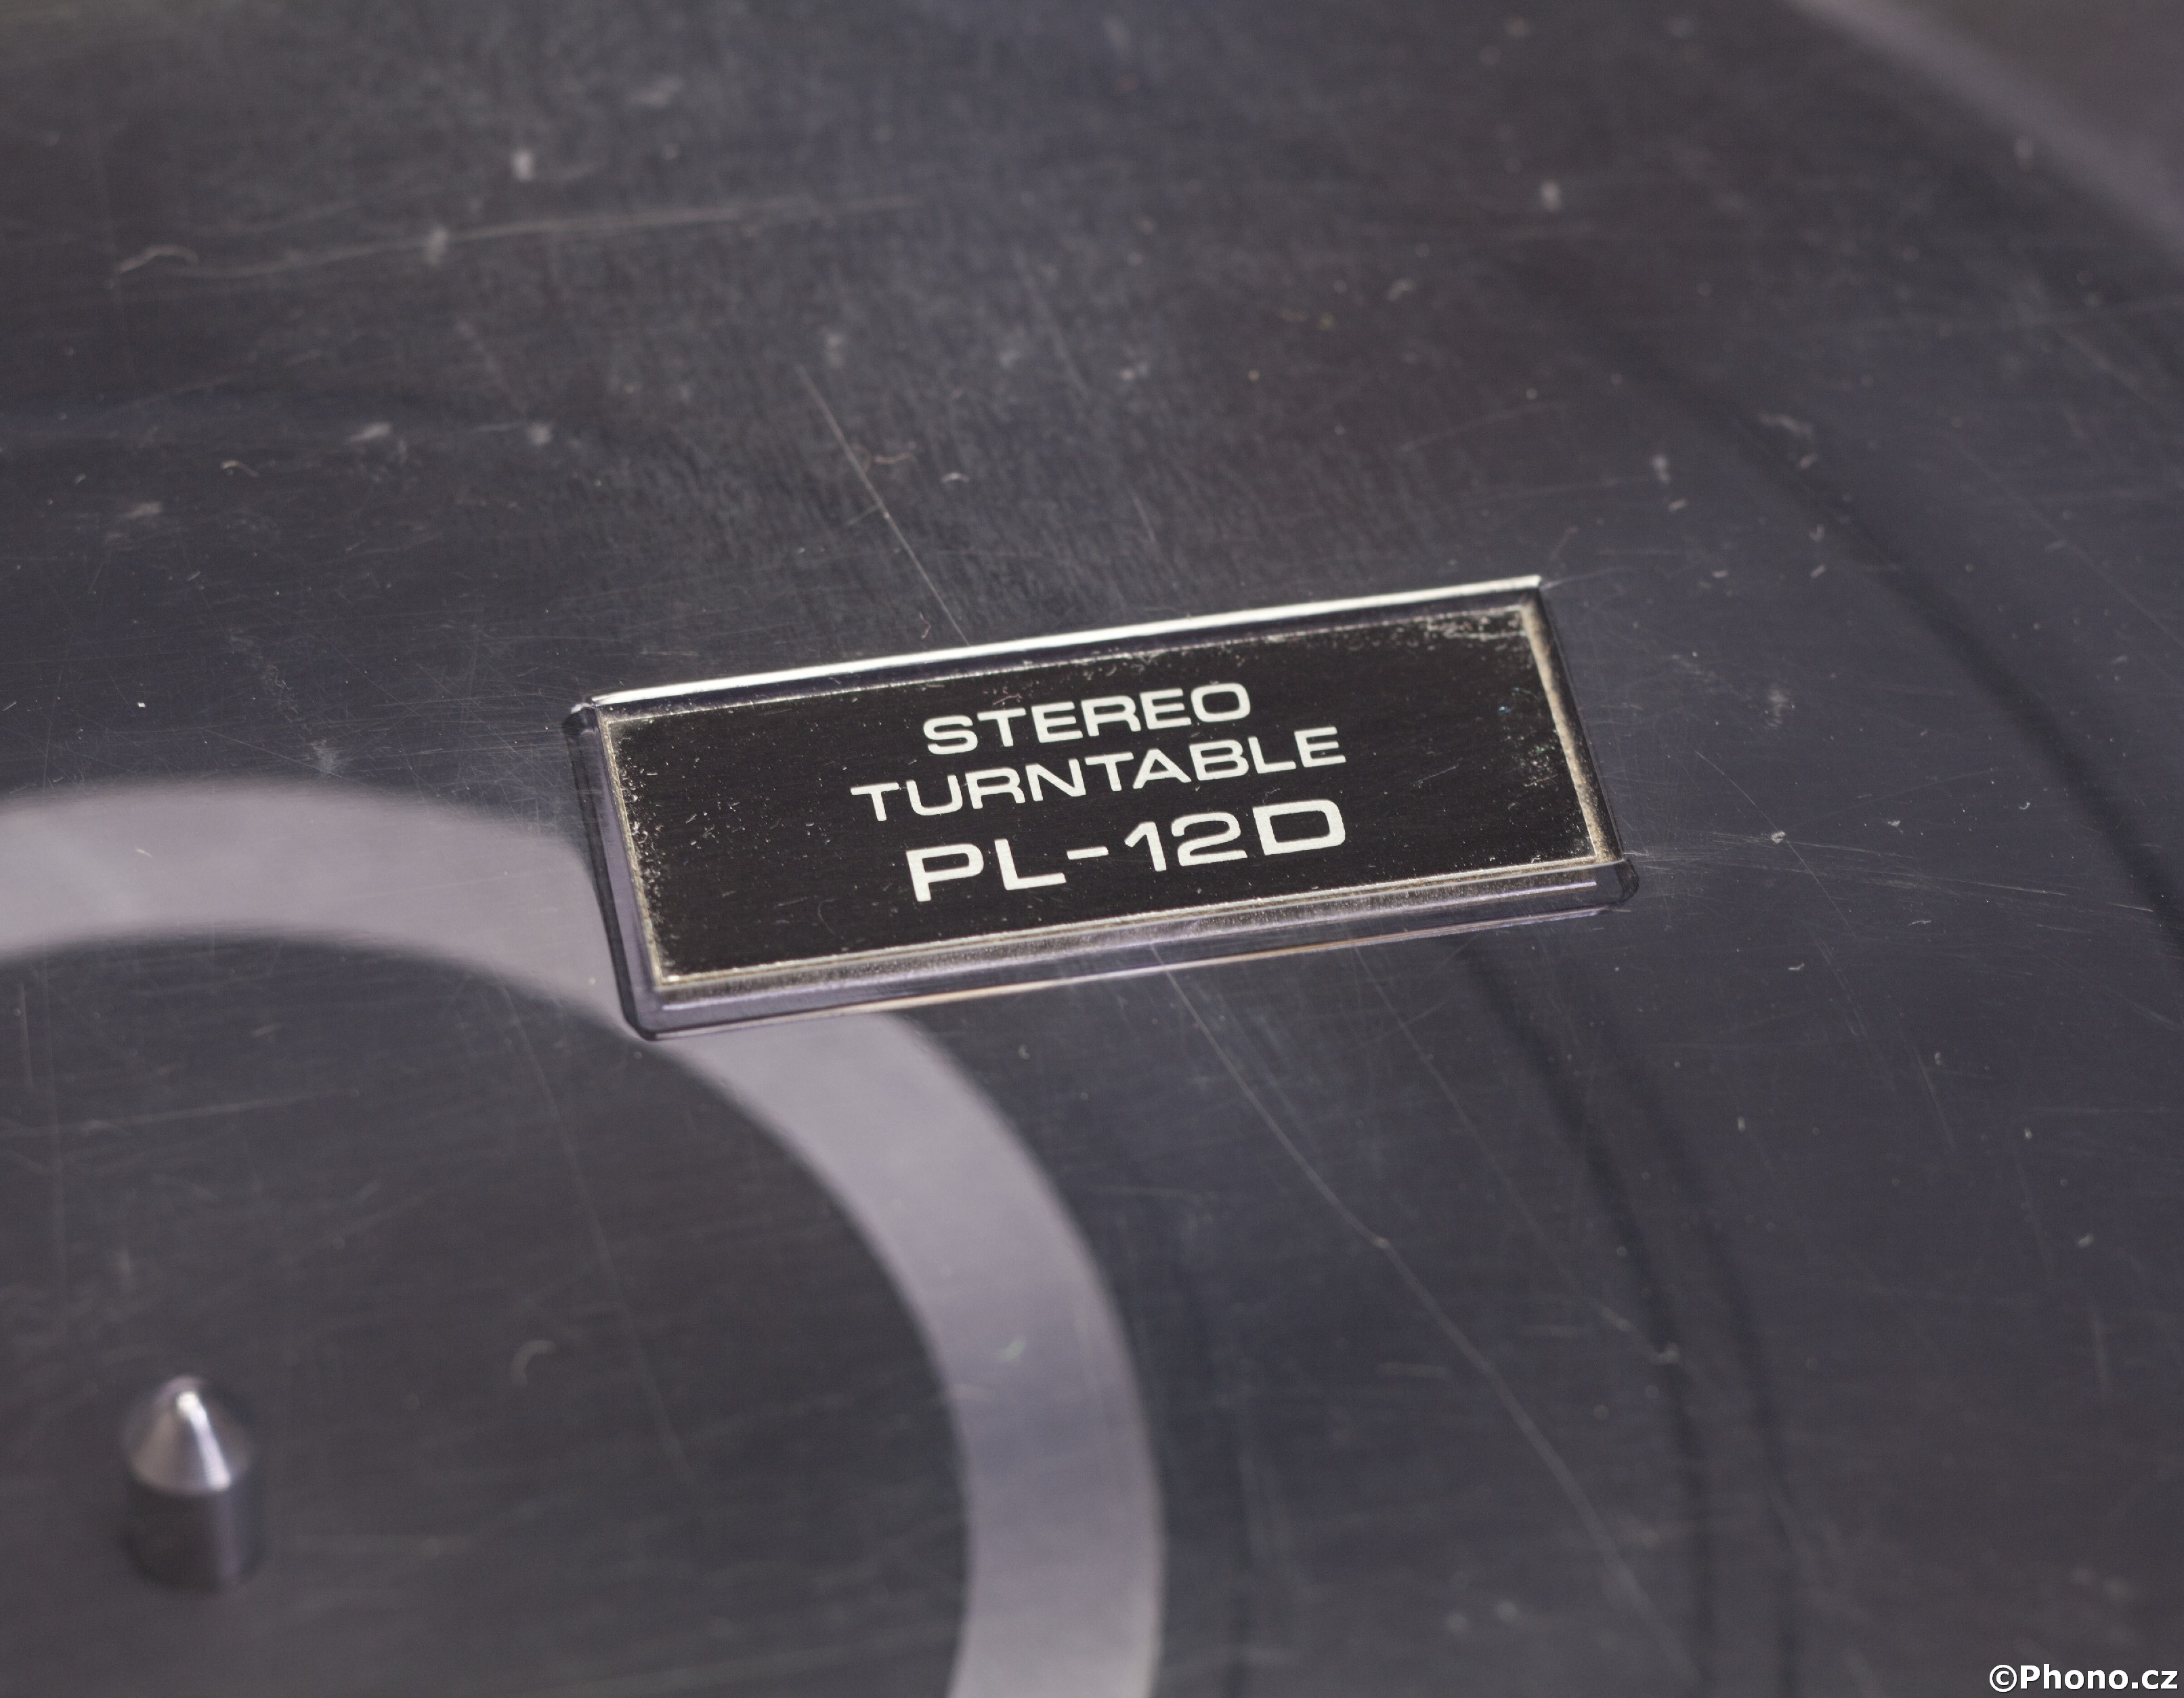 STEREO
TURNTABLE
PL-12D
©Phono.cz